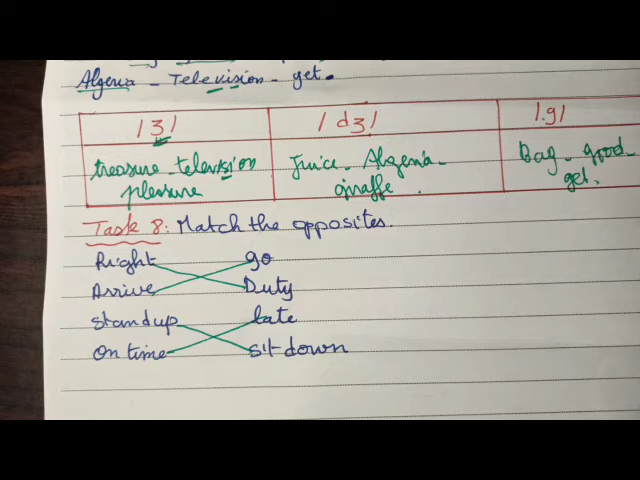 Algeria - Television - get.
/ʒ/ /dʒ/ /g/
treasure - television Juice - Algeria - Bag - good -
pleasure giraffe. get.
Task 8: Match the opposites.
Right go
Arrive Duty
stand up late
on time sit down